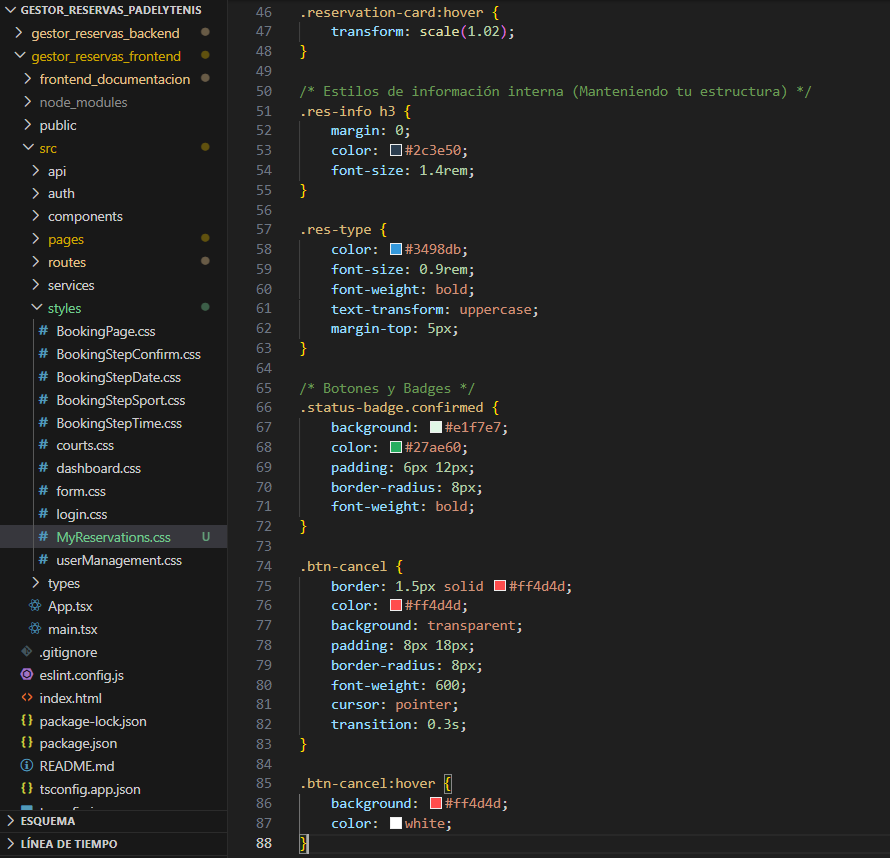 GESTOR_RESERVAS_PADELYTENIS
gestor_reservas_backend
gestor_reservas_frontend
frontend_documentacion
node_modules
public
src
api
auth
components
pages
routes
services
styles
# BookingPage.css
# BookingStepConfirm.css
# BookingStepDate.css
# BookingStepSport.css
# BookingStepTime.css
# courts.css
# dashboard.css
# form.css
# login.css
# MyReservations.css U
# userManagement.css
types
App.tsx
main.tsx
.gitignore
eslint.config.js
<> index.html
{} package-lock.json
{} package.json
README.md
{} tsconfig.app.json
ESQUEMA
LÍNEA DE TIEMPO
46 .reservation-card:hover {
47 transform: scale(1.02);
48 }
49
50 /* Estilos de información interna (Manteniendo tu estructura) */
51 .res-info h3 {
52 margin: 0;
53 color: #2c3e50;
54 font-size: 1.4rem;
55 }
56
57 .res-type {
58 color: #3498db;
59 font-size: 0.9rem;
60 font-weight: bold;
61 text-transform: uppercase;
62 margin-top: 5px;
63 }
64
65 /* Botones y Badges */
66 .status-badge.confirmed {
67 background: #e1f7e7;
68 color: #27ae60;
69 padding: 6px 12px;
70 border-radius: 8px;
71 font-weight: bold;
72 }
73
74 .btn-cancel {
75 border: 1.5px solid #ff4d4d;
76 color: #ff4d4d;
77 background: transparent;
78 padding: 8px 18px;
79 border-radius: 8px;
80 font-weight: 600;
81 cursor: pointer;
82 transition: 0.3s;
83 }
84
85 .btn-cancel:hover {
86 background: #ff4d4d;
87 color: white;
88 }